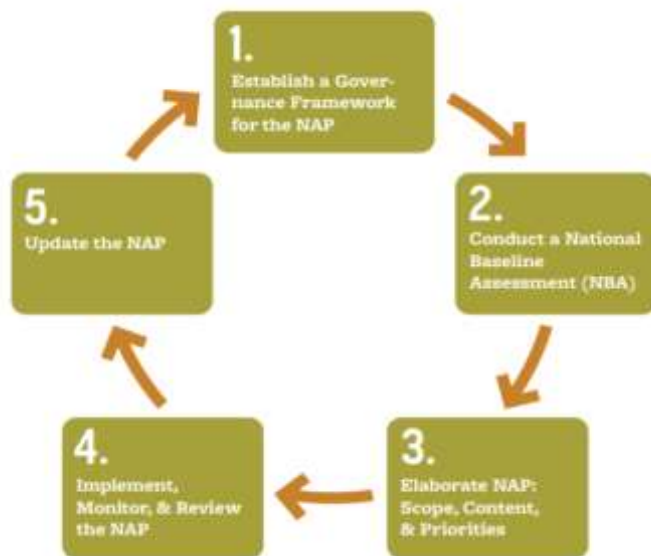 1.
Establish a Gover-
nance Framework
for the NAP
2.
Conduct a National
Baseline
Assessment (NBA)
3.
Elaborate NAP:
Scope, Content,
& Priorities
4.
Implement,
Monitor, & Review
the NAP
5.
Update the NAP